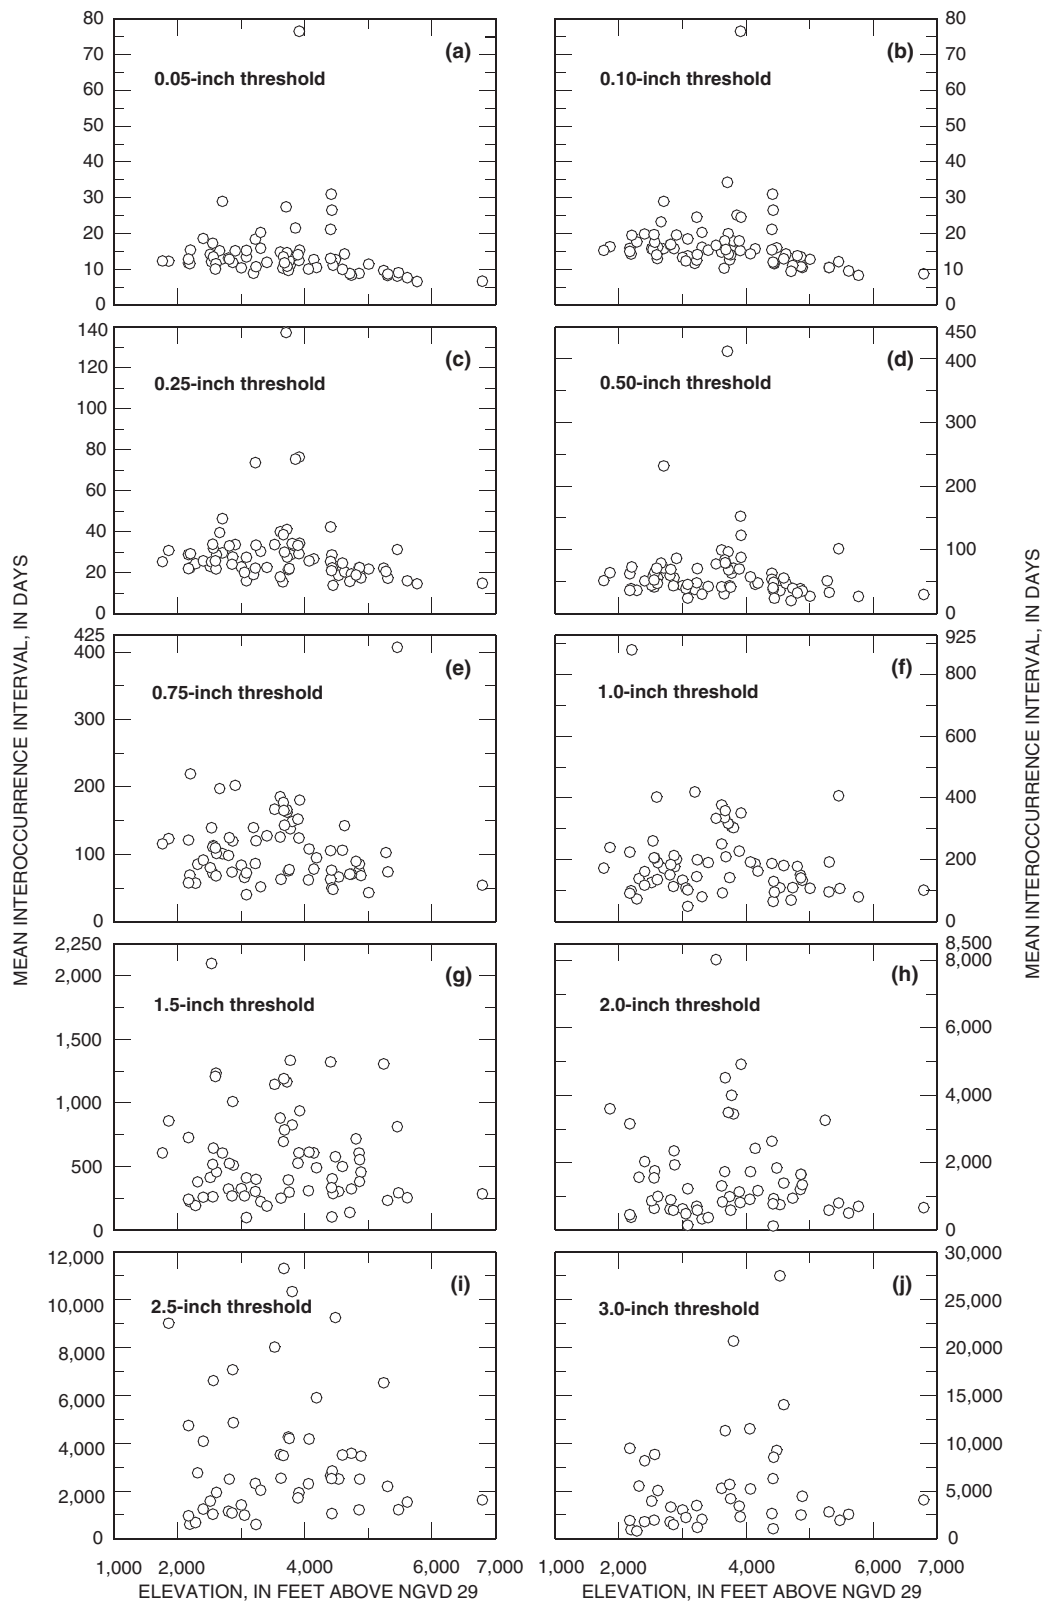 80
70
60
50
40
30
20
10
0
(a)
0.05-inch threshold
(b)
0.10-inch threshold
80
70
60
50
40
30
20
10
0
140
120
100
80
60
40
20
0
(c)
0.25-inch threshold
(d)
0.50-inch threshold
450
400
300
200
100
0
425
400
300
200
100
0
(e)
0.75-inch threshold
(f)
1.0-inch threshold
925
800
600
400
200
0
2,250
2,000
1,500
1,000
500
0
(g)
1.5-inch threshold
(h)
2.0-inch threshold
8,500
8,000
6,000
4,000
2,000
0
12,000
10,000
8,000
6,000
4,000
2,000
0
(i)
2.5-inch threshold
(j)
3.0-inch threshold
30,000
25,000
20,000
15,000
10,000
5,000
0
1,000 2,000 4,000 6,000 7,000
2,000 4,000 6,000 7,000
ELEVATION, IN FEET ABOVE NGVD 29
ELEVATION, IN FEET ABOVE NGVD 29
MEAN INTEROCCURRENCE INTERVAL, IN DAYS
MEAN INTEROCCURRENCE INTERVAL, IN DAYS